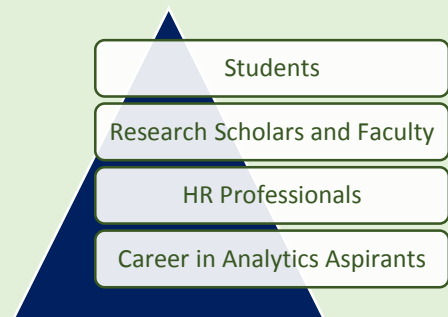 Students
Research Scholars and Faculty
HR Professionals
Career in Analytics Aspirants